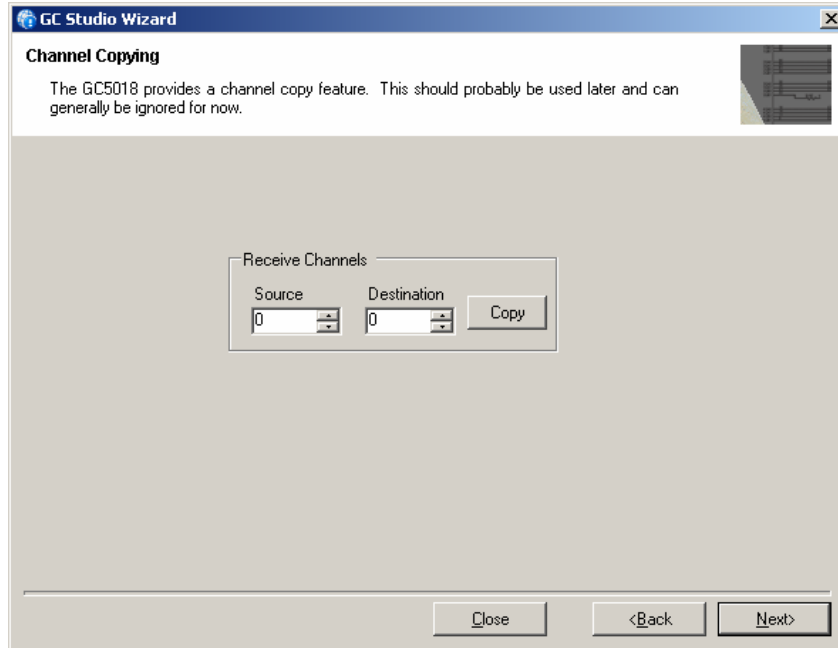 GC Studio Wizard
Channel Copying
The GC5018 provides a channel copy feature. This should probably be used later and can
generally be ignored for now.
Receive Channels
Source Destination
0 0 Copy
Close <Back Next>